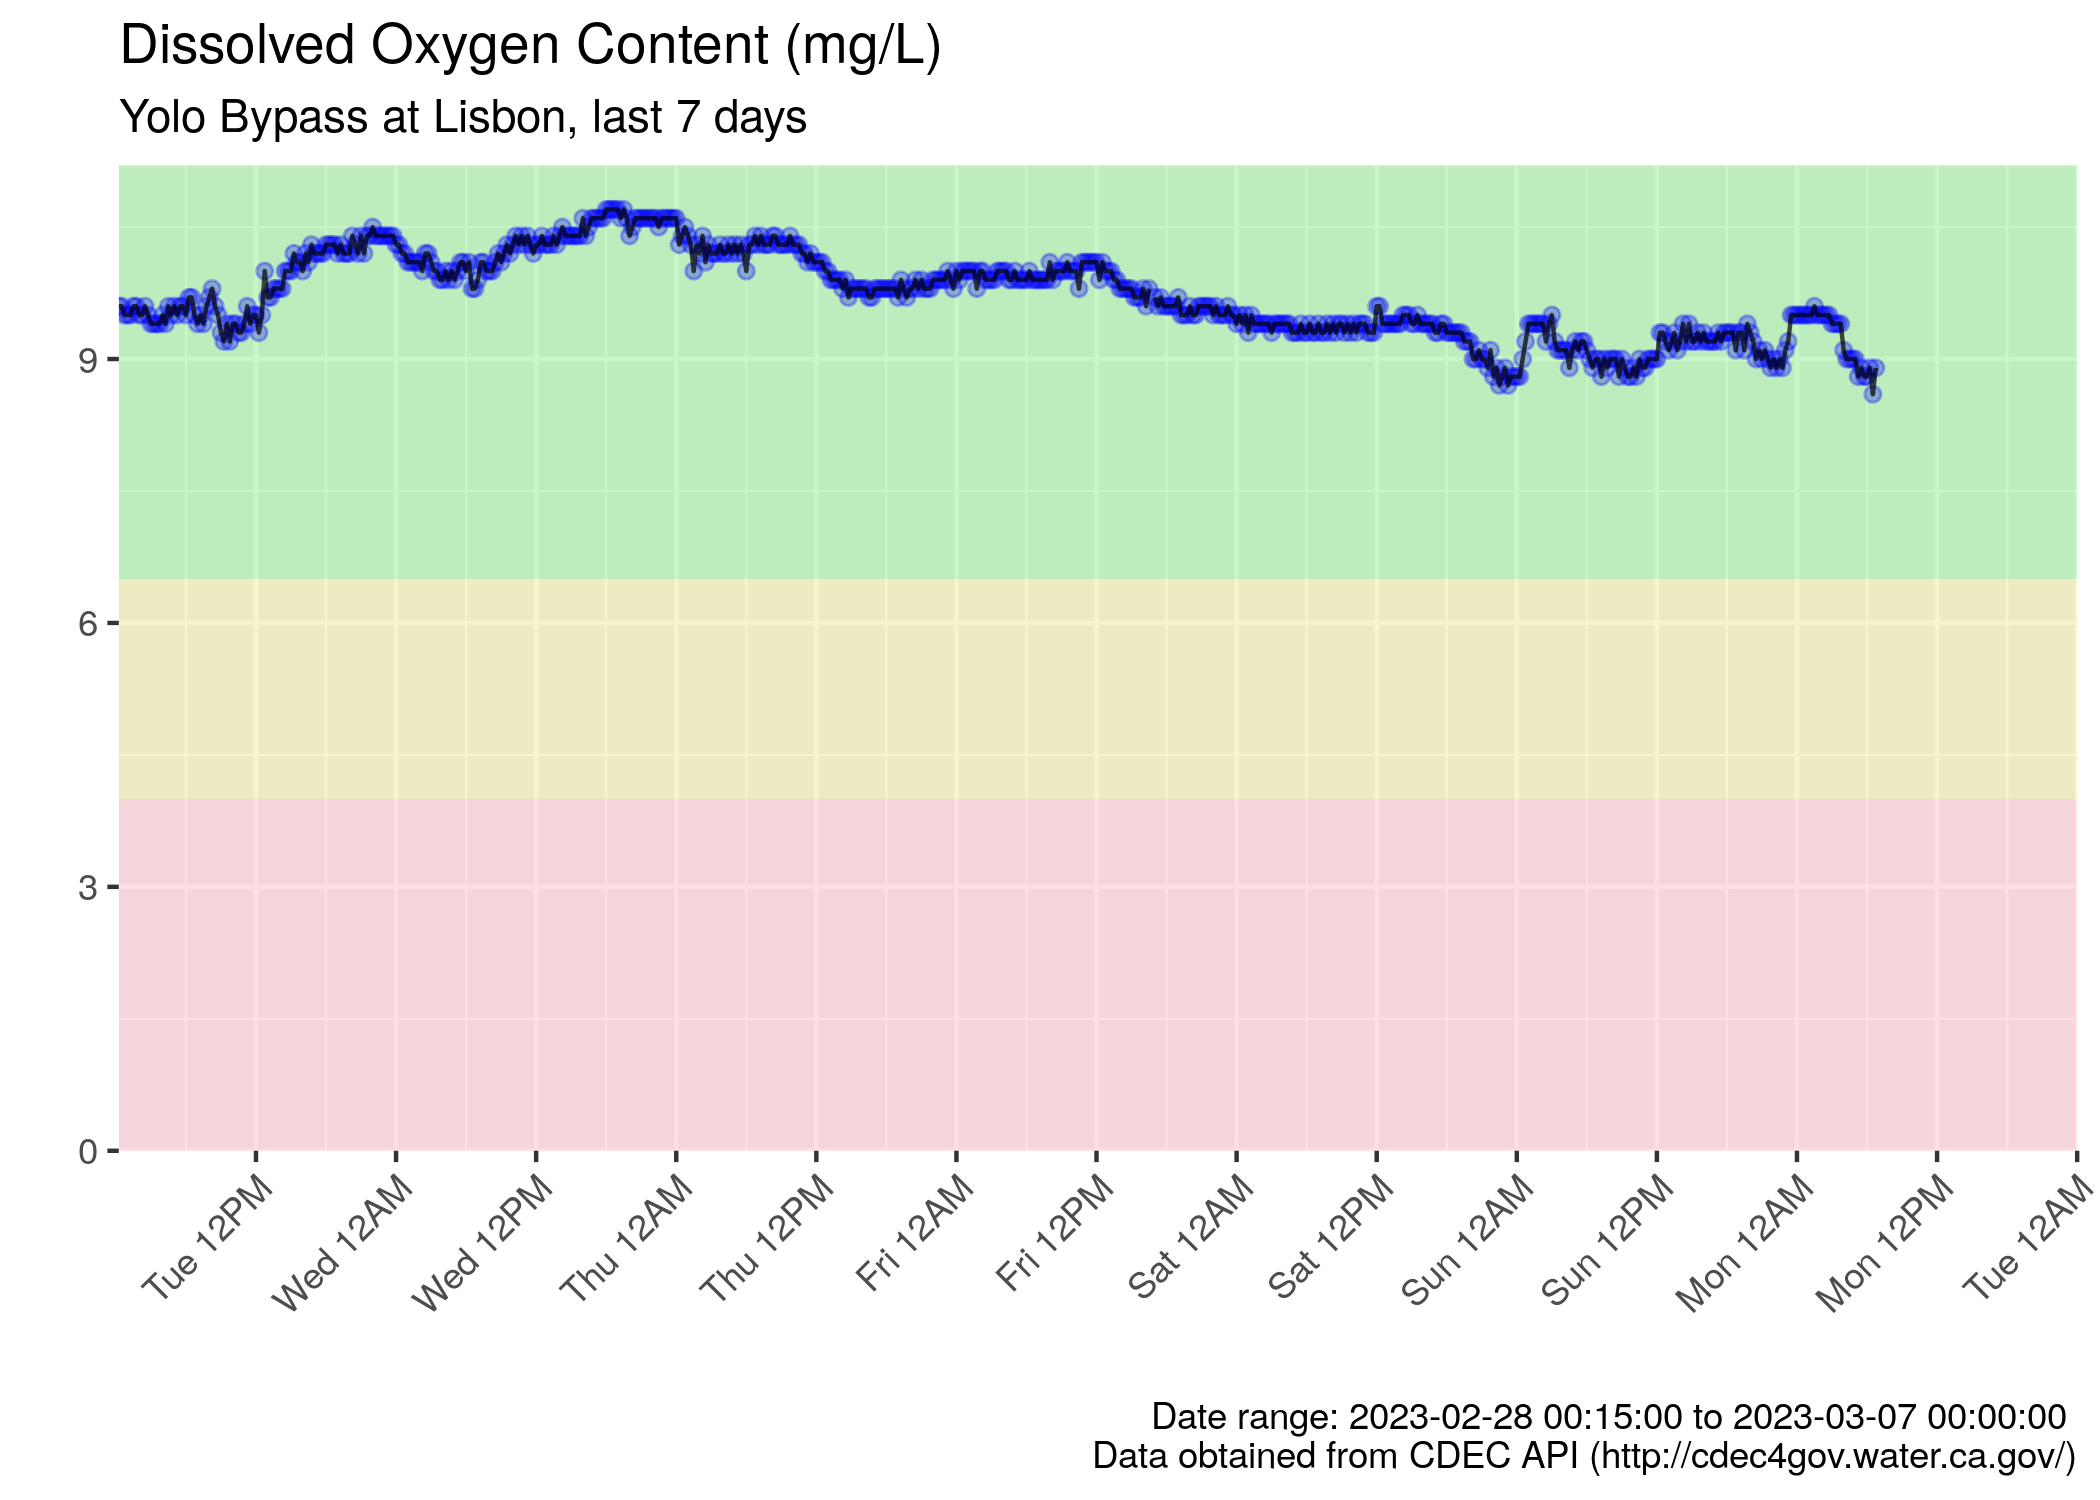 Dissolved Oxygen Content (mg/L)
Yolo Bypass at Lisbon, last 7 days
9
6
3
0
Tue 12PM
Wed 12AM
Wed 12PM
Thu 12AM
Thu 12PM
Fri 12AM
Fri 12PM
Sat 12AM
Sat 12PM
Sun 12AM
Sun 12PM
Mon 12AM
Mon 12PM
Tue 12AM
Date range: 2023-02-28 00:15:00 to 2023-03-07 00:00:00
Data obtained from CDEC API (http://cdec4gov.water.ca.gov/)